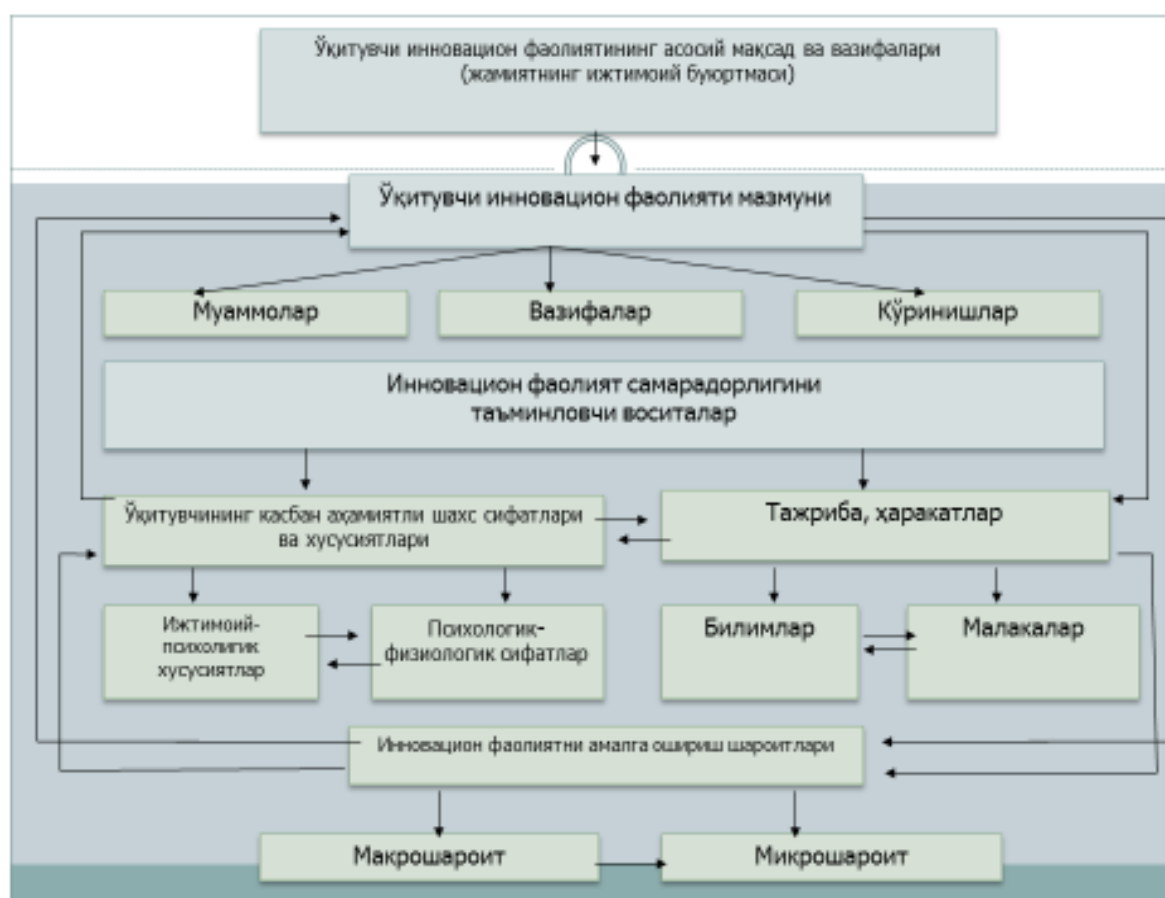 Ўқитувчи инновацион фаолиятининг асосий мақсад ва вазифалари
(жамиятнинг ижтимоий буюртмаси)
Ўқитувчи инновацион фаолияти мазмуни
Муаммолар
Вазифалар
Кўринишлар
Инновацион фаолият самарадорлигини
таъминловчи воситалар
Ўқитувчининг касбан аҳамиятли шахс сифатлари
ва хусусиятлари
Тажриба, ҳаракатлар
Ижтимоий-
психолигик
хусусиятлар
Психологик-
физиологик сифатлар
Билимлар
Малакалар
Инновацион фаолиятни амалга ошириш шароитлари
Макрошароит
Микрошароит